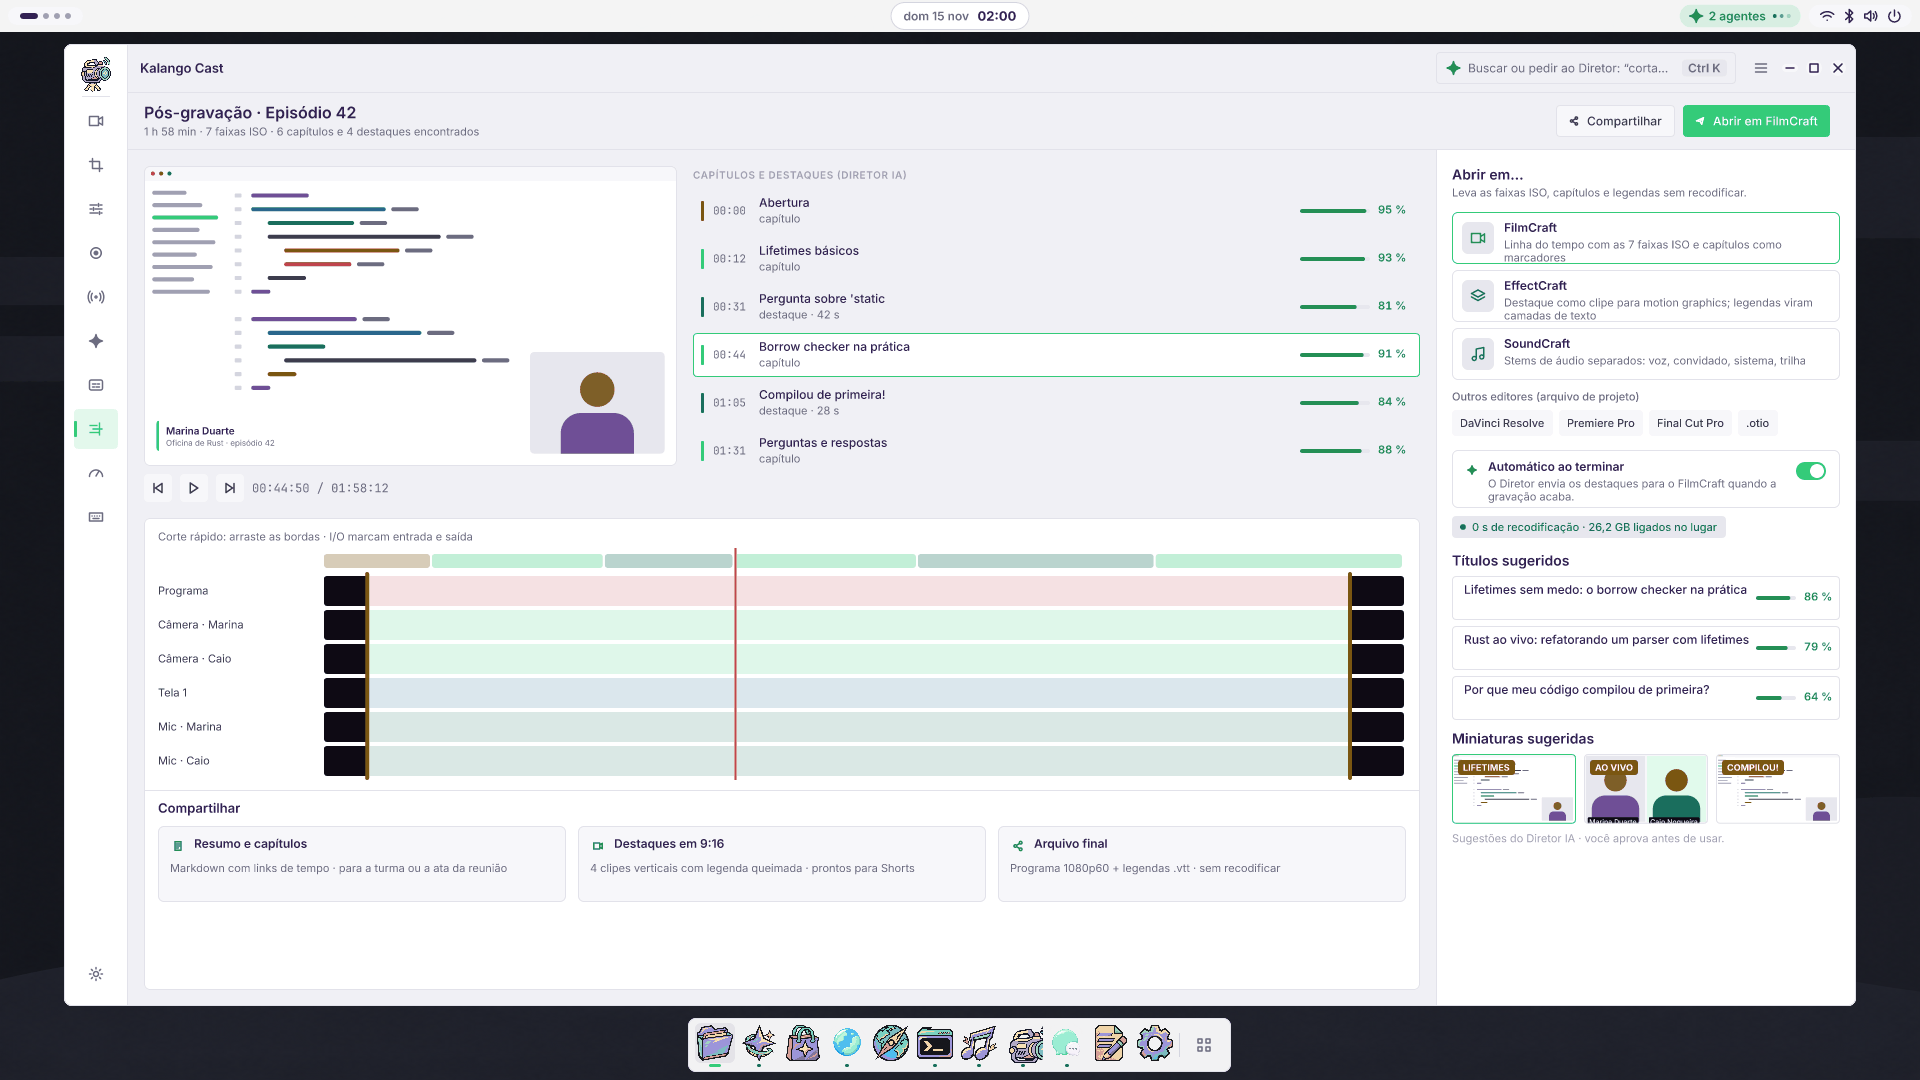 dom 15 nov 02:00
2 agentes
Kalango Cast
Buscar ou pedir ao Diretor: “corta... Ctrl K
Pós-gravação · Episódio 42
1 h 58 min · 7 faixas ISO · 6 capítulos e 4 destaques encontrados
Compartilhar
Abrir em FilmCraft
Marina Duarte
Oficina de Rust · episódio 42
00:44:50 / 01:58:12
CAPÍTULOS E DESTAQUES (DIRETOR IA)
00:00 Abertura 95 %
capítulo
00:12 Lifetimes básicos 93 %
capítulo
00:31 Pergunta sobre 'static 81 %
destaque · 42 s
00:44 Borrow checker na prática 91 %
capítulo
01:05 Compilou de primeira! 84 %
destaque · 28 s
01:31 Perguntas e respostas 88 %
capítulo
Corte rápido: arraste as bordas · I/O marcam entrada e saída
Programa
Câmera · Marina
Câmera · Caio
Tela 1
Mic · Marina
Mic · Caio
Compartilhar
Resumo e capítulos
Markdown com links de tempo · para a turma ou a ata da reunião
Destaques em 9:16
4 clipes verticais com legenda queimada · prontos para Shorts
Arquivo final
Programa 1080p60 + legendas .vtt · sem recodificar
Abrir em...
Leva as faixas ISO, capítulos e legendas sem recodificar.
FilmCraft
Linha do tempo com as 7 faixas ISO e capítulos como
marcadores
EffectCraft
Destaque como clipe para motion graphics; legendas viram
camadas de texto
SoundCraft
Stems de áudio separados: voz, convidado, sistema, trilha
Outros editores (arquivo de projeto)
DaVinci Resolve Premiere Pro Final Cut Pro .otio
Automático ao terminar
O Diretor envia os destaques para o FilmCraft quando a
gravação acaba.
0 s de recodificação · 26,2 GB ligados no lugar
Títulos sugeridos
Lifetimes sem medo: o borrow checker na prática 86 %
Rust ao vivo: refatorando um parser com lifetimes 79 %
Por que meu código compilou de primeira? 64 %
Miniaturas sugeridas
LIFETIMES
AO VIVO
Marina Duarte
Caio Nogueira
COMPILOU!
Sugestões do Diretor IA · você aprova antes de usar.